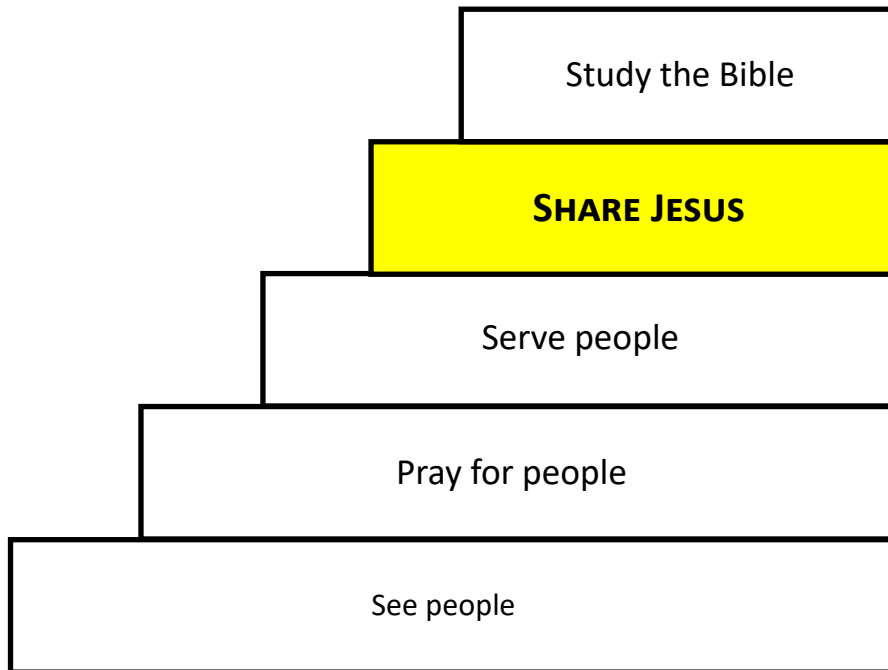 Study the Bible
SHARE JESUS
Serve people
Pray for people
See people